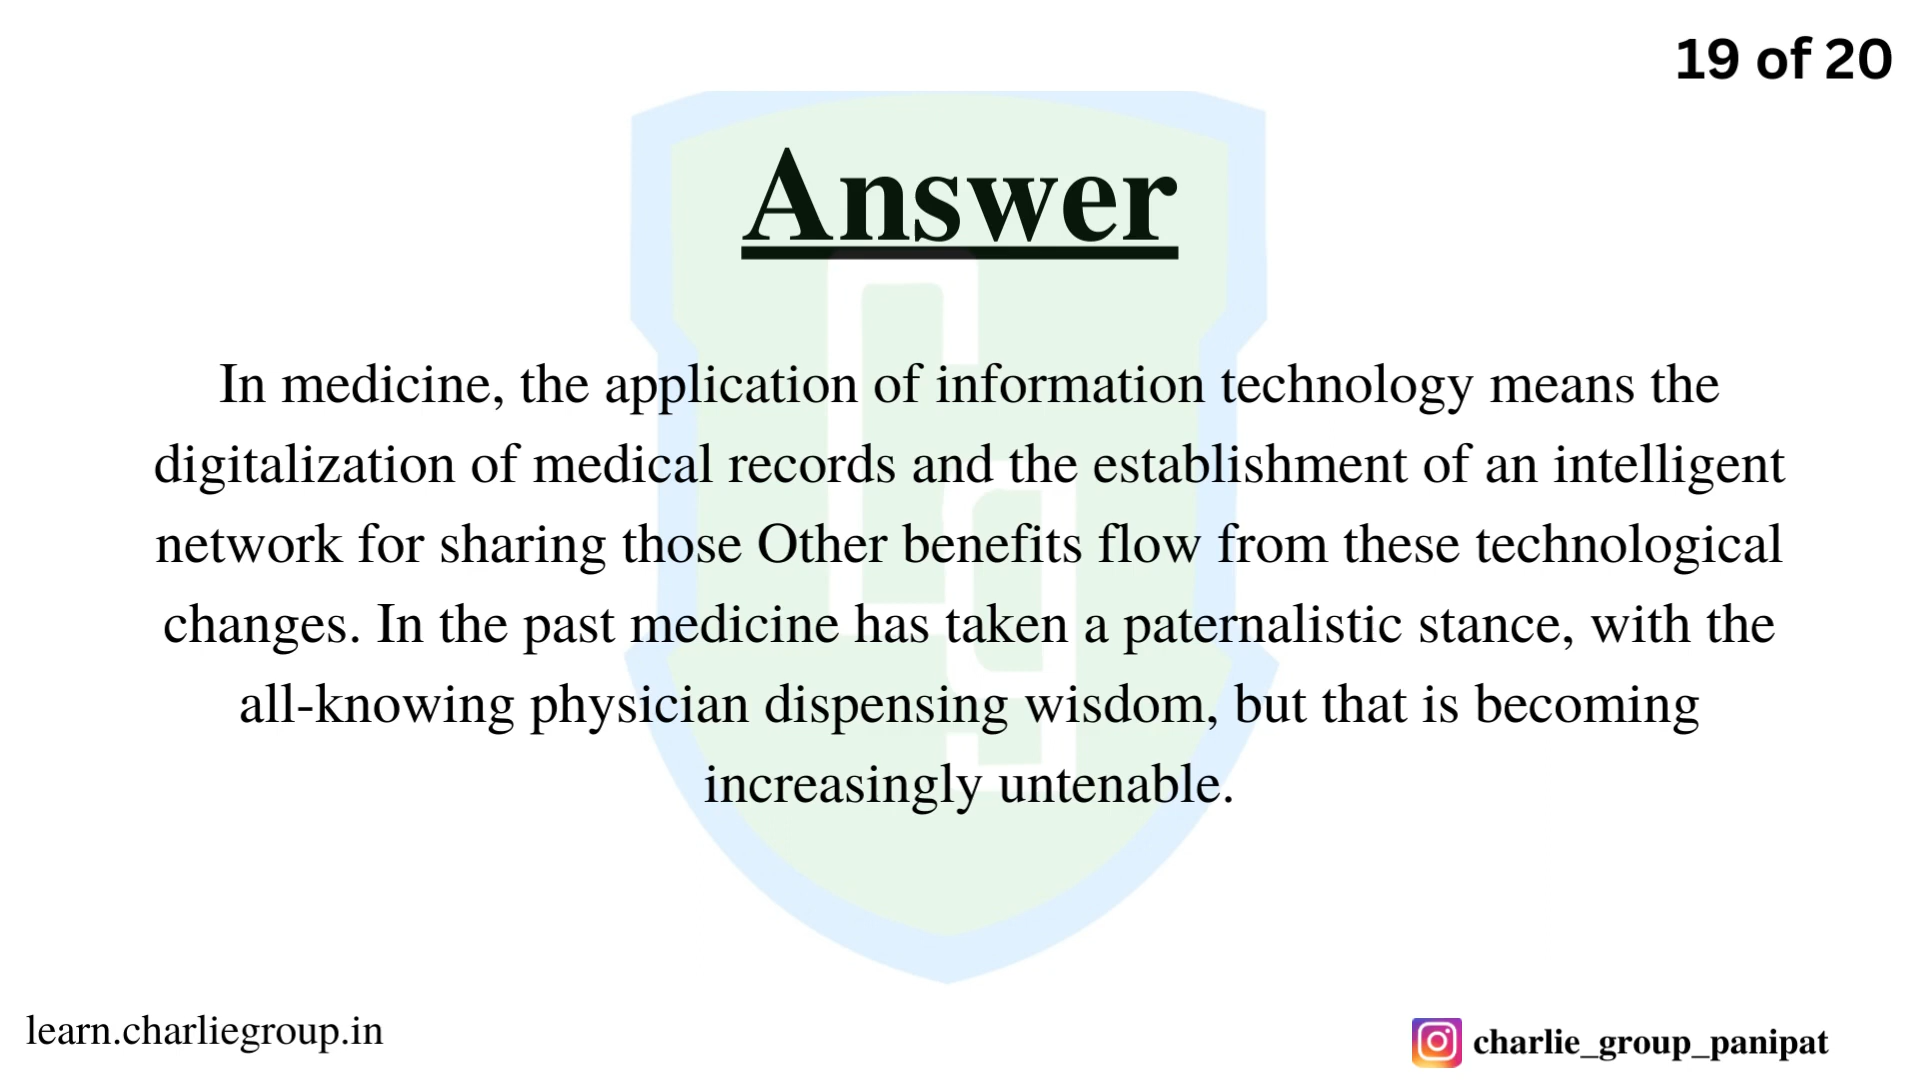 19 of 20
Answer
In medicine, the application of information technology means the
digitalization of medical records and the establishment of an intelligent
network for sharing those Other benefits flow from these technological
changes. In the past medicine has taken a paternalistic stance, with the
all-knowing physician dispensing wisdom, but that is becoming
increasingly untenable.
learn.charliegroup.in
charlie_group_panipat